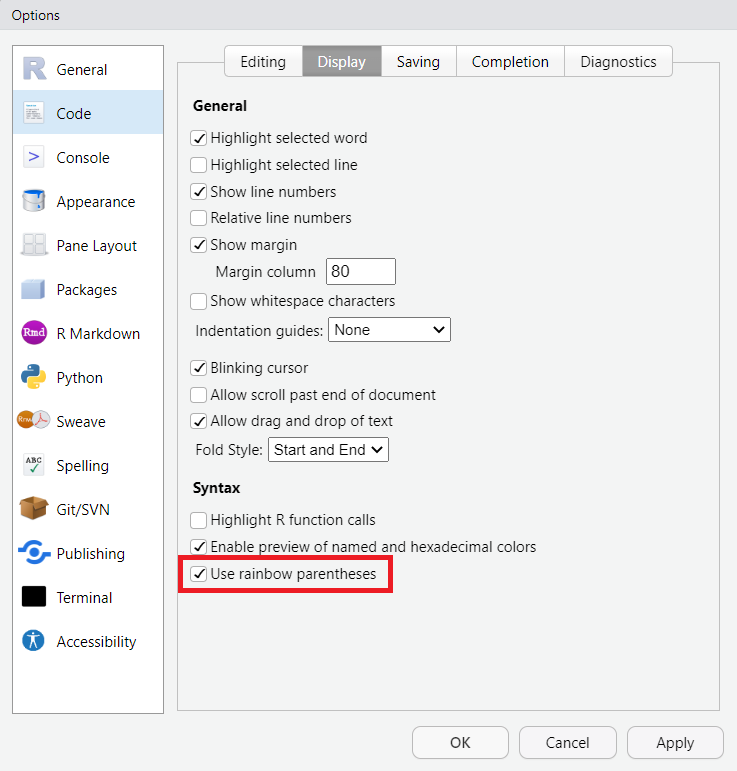 Options
General
Code
Console
Appearance
Pane Layout
Packages
Rmd
R Markdown
Python
Sweave
ABC
Spelling
Git/SVN
Publishing
Terminal
Accessibility
Editing Display Saving Completion Diagnostics
General
Highlight selected word
Highlight selected line
Show line numbers
Relative line numbers
Show margin
Margin column 80
Show whitespace characters
Indentation guides: None
Blinking cursor
Allow scroll past end of document
Allow drag and drop of text
Fold Style: Start and End
Syntax
Highlight R function calls
Enable preview of named and hexadecimal colors
Use rainbow parentheses
OK Cancel Apply